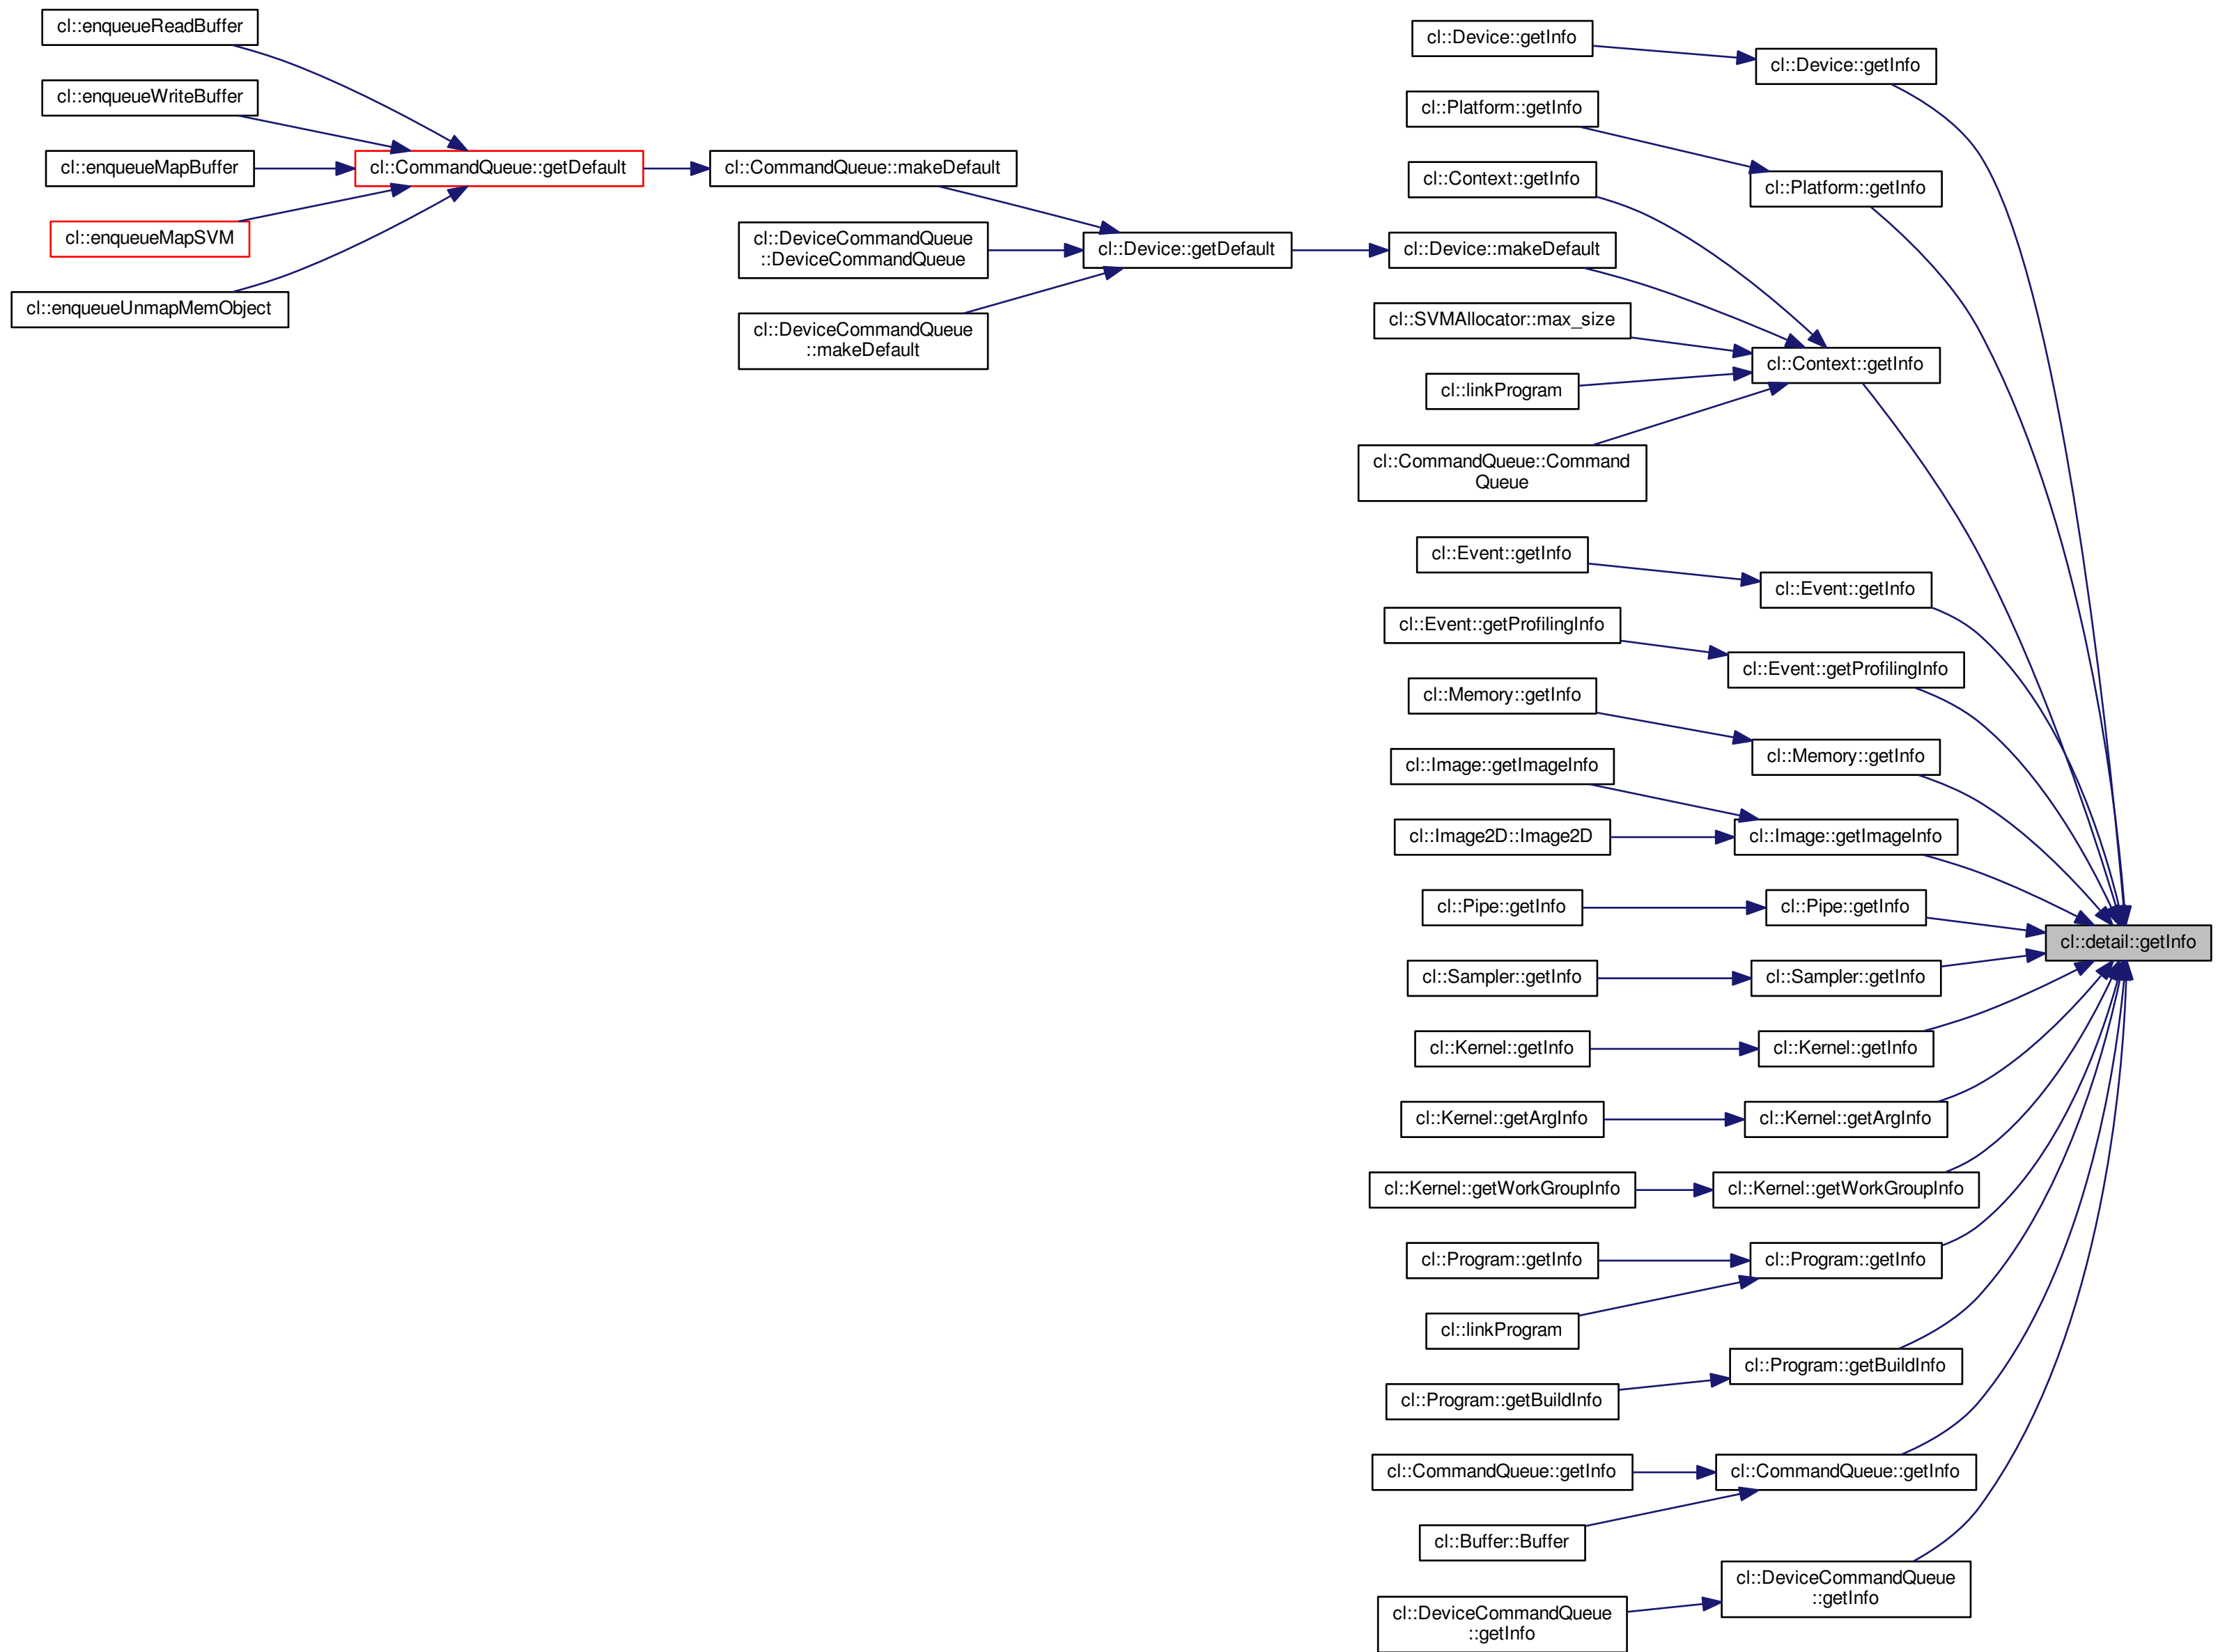 cl::enqueueReadBuffer
cl::enqueueWriteBuffer
cl::enqueueMapBuffer
cl::enqueueMapSVM
cl::enqueueUnmapMemObject
cl::CommandQueue::getDefault
cl::CommandQueue::makeDefault
cl::DeviceCommandQueue
::DeviceCommandQueue
cl::DeviceCommandQueue
::makeDefault
cl::Device::getDefault
cl::Device::getInfo
cl::Platform::getInfo
cl::Context::getInfo
cl::Device::makeDefault
cl::SVMAllocator::max_size
cl::linkProgram
cl::CommandQueue::Command
Queue
cl::Event::getInfo
cl::Event::getProfilingInfo
cl::Memory::getInfo
cl::Image::getImageInfo
cl::Image2D::Image2D
cl::Pipe::getInfo
cl::Sampler::getInfo
cl::Kernel::getInfo
cl::Kernel::getArgInfo
cl::Kernel::getWorkGroupInfo
cl::Program::getInfo
cl::linkProgram
cl::Program::getBuildInfo
cl::CommandQueue::getInfo
cl::Buffer::Buffer
cl::DeviceCommandQueue
::getInfo
cl::Device::getInfo
cl::Platform::getInfo
cl::Context::getInfo
cl::Event::getInfo
cl::Event::getProfilingInfo
cl::Memory::getInfo
cl::Image::getImageInfo
cl::Pipe::getInfo
cl::Sampler::getInfo
cl::Kernel::getInfo
cl::Kernel::getArgInfo
cl::Kernel::getWorkGroupInfo
cl::Program::getInfo
cl::Program::getBuildInfo
cl::CommandQueue::getInfo
cl::DeviceCommandQueue
::getInfo
cl::detail::getInfo